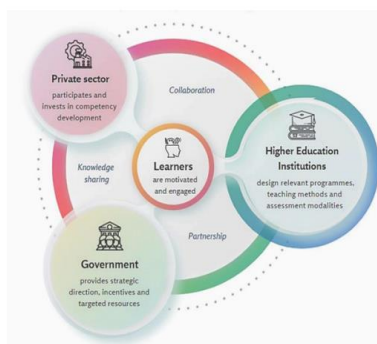 Private sector
participates and
invests in competency
development
Collaboration
Higher Education
Institutions
design relevant programmes,
teaching methods and
assessment modalities
Learners
are motivated
and engaged
Knowledge
sharing
Partnership
Government
provides strategic
direction, incentives and
targeted resources